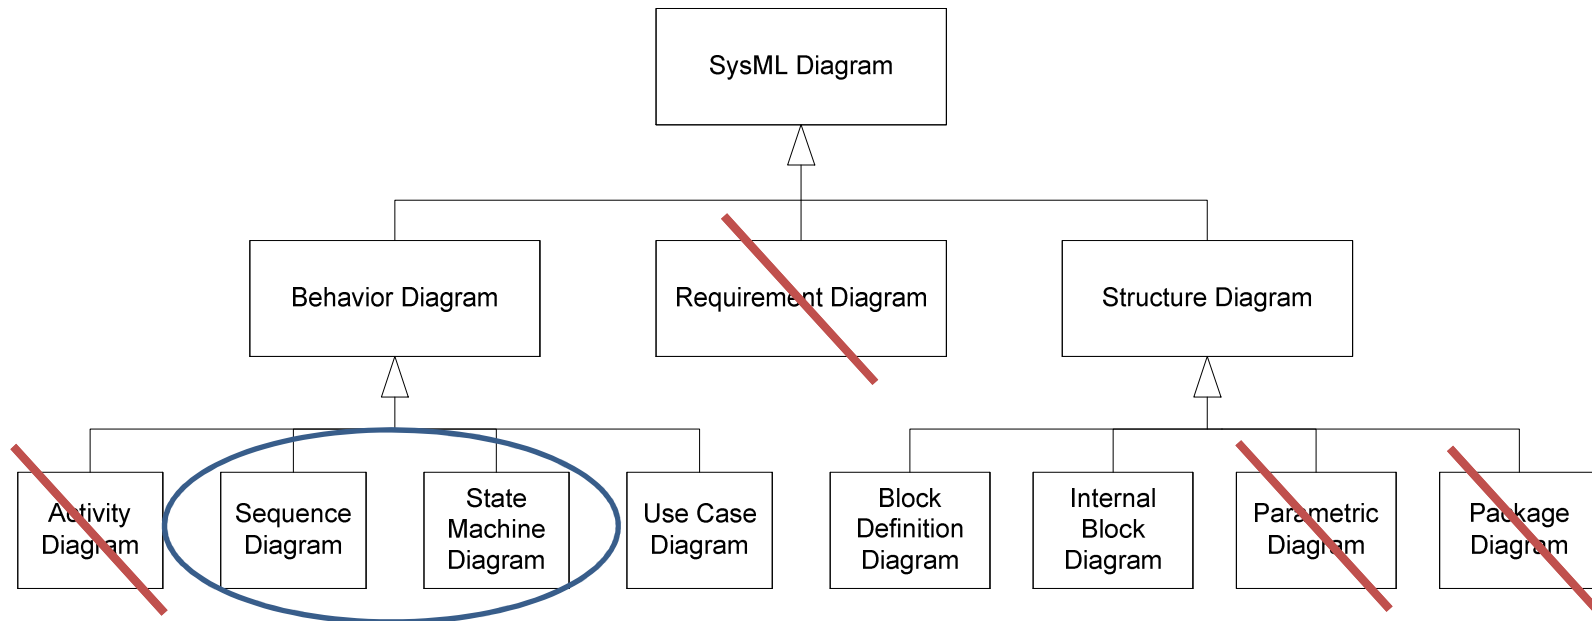 SysML Diagram
Behavior Diagram
Requirement Diagram
Structure Diagram
Activity
Diagram
Sequence
Diagram
State
Machine
Diagram
Use Case
Diagram
Block
Definition
Diagram
Internal
Block
Diagram
Parametric
Diagram
Package
Diagram